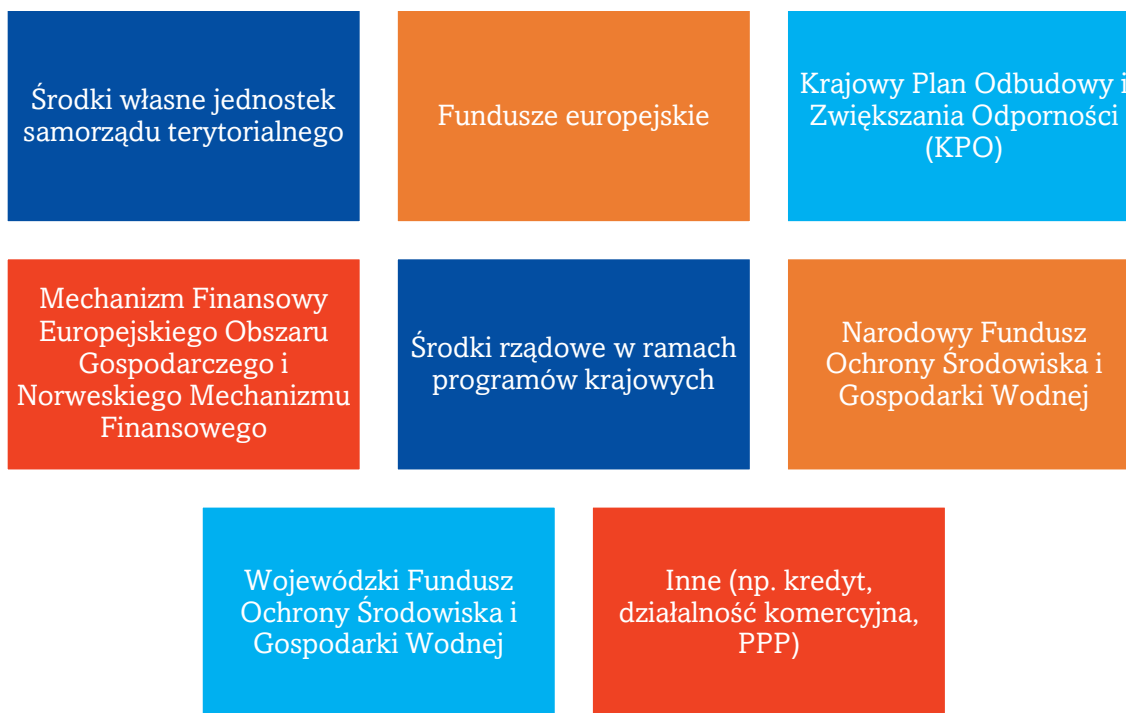 Środki własne jednostek
samorządu terytorialnego
Fundusze europejskie
Krajowy Plan Odbudowy i
Zwiększania Odporności
(KPO)
Mechanizm Finansowy
Europejskiego Obszaru
Gospodarczego i
Norweskiego Mechanizmu
Finansowego
Środki rządowe w ramach
programów krajowych
Narodowy Fundusz
Ochrony Środowiska i
Gospodarki Wodnej
Wojewódzki Fundusz
Ochrony Środowiska i
Gospodarki Wodnej
Inne (np. kredyt,
działalność komercyjna,
PPP)